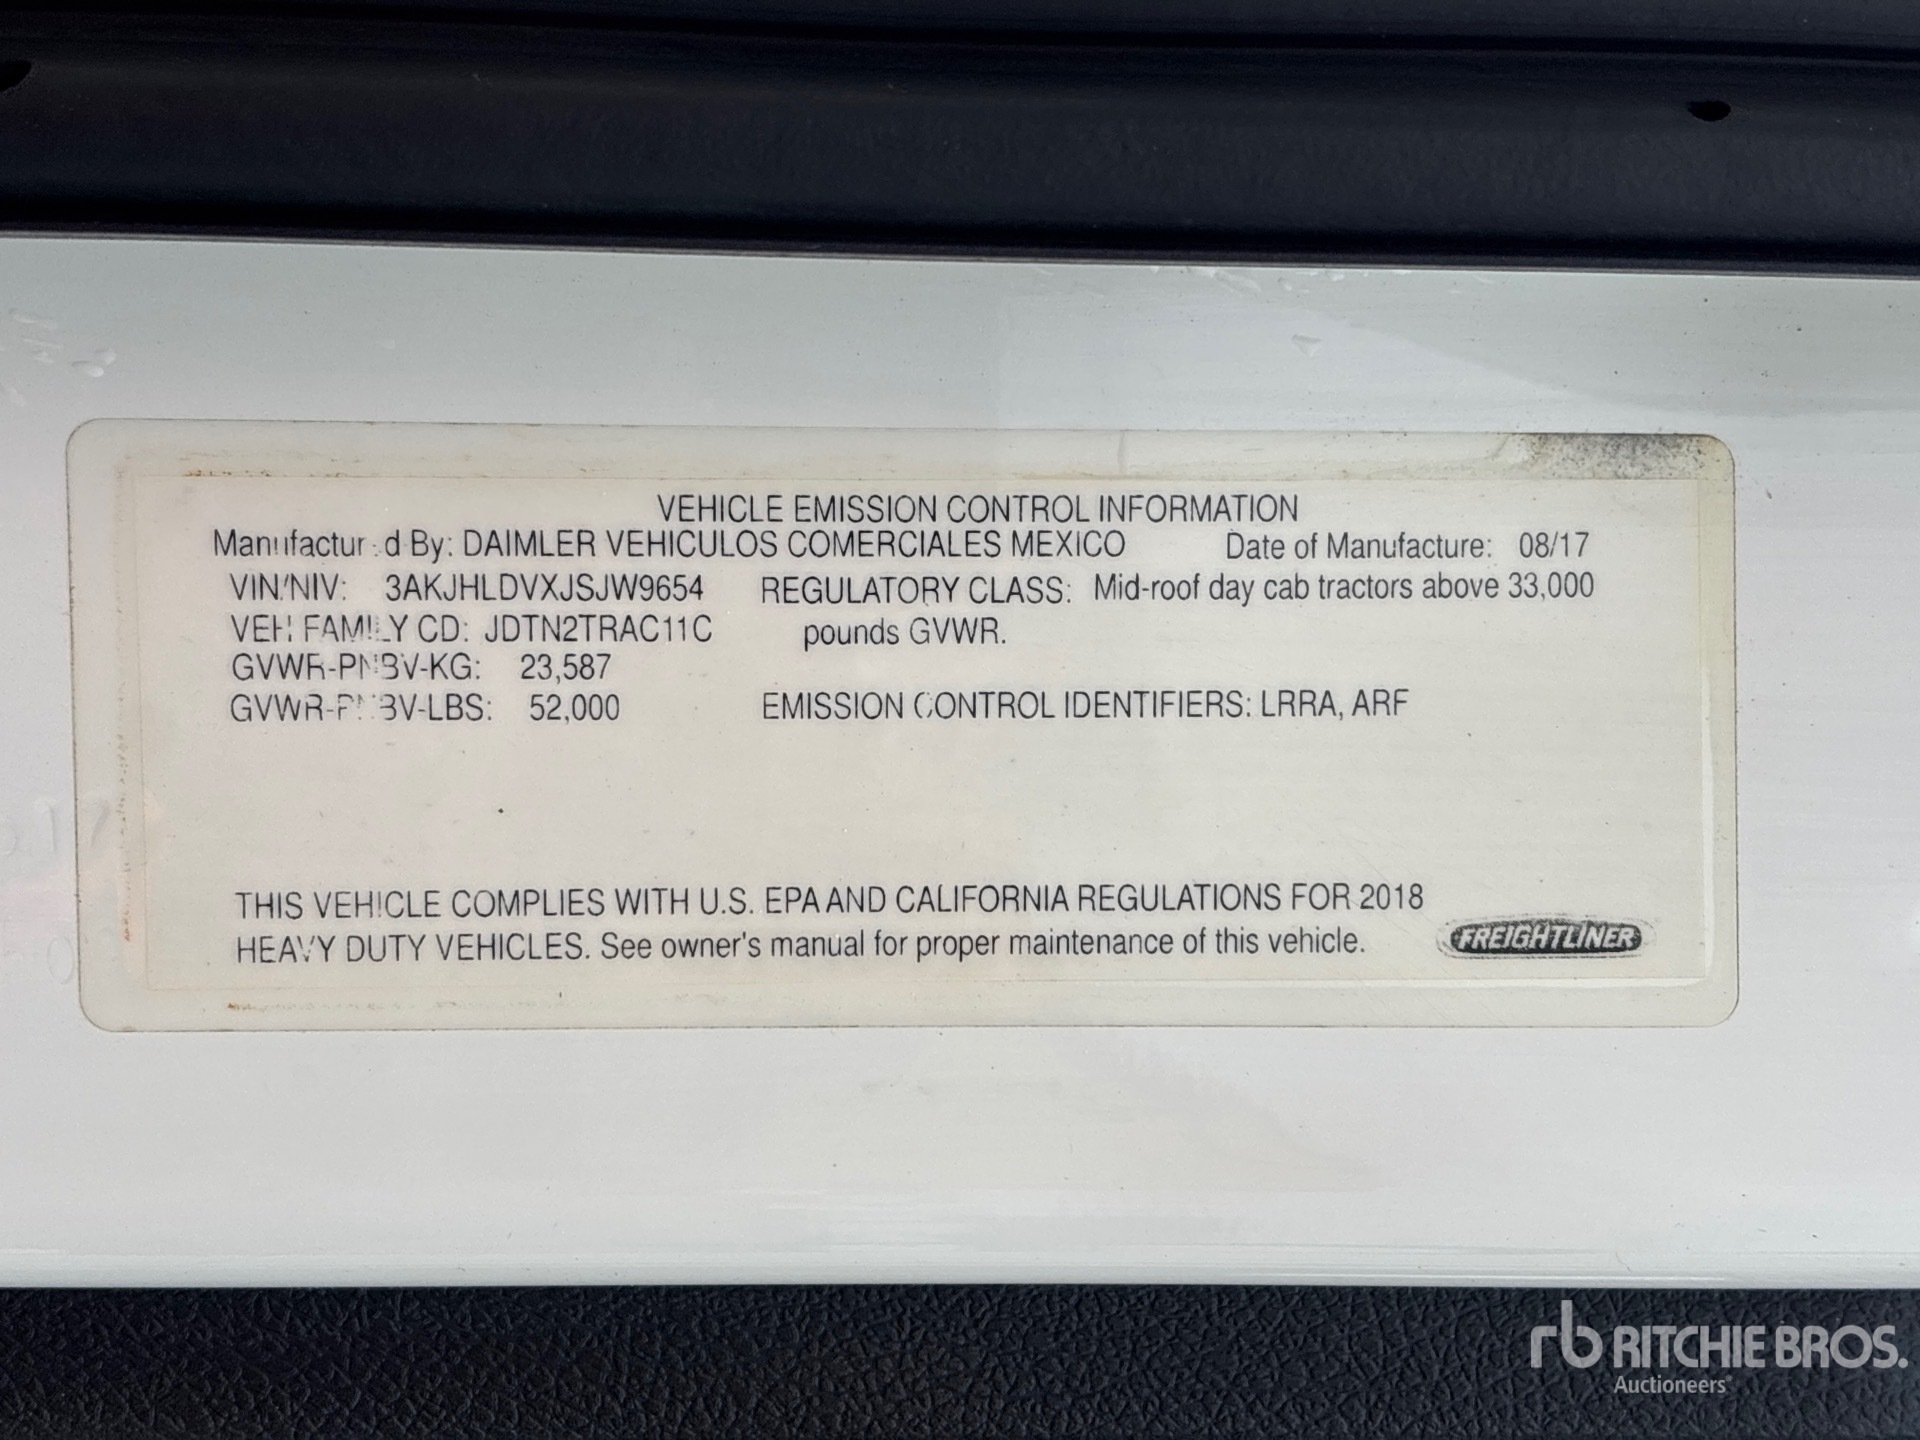 VEHICLE EMISSION CONTROL INFORMATION
Manufactured By: DAIMLER VEHICULOS COMERCIALES MEXICO Date of Manufacture: 08/17
VIN/NIV: 3AKJHLDVXJSJW9654 REGULATORY CLASS: Mid-roof day cab tractors above 33,000
VEH FAMILY CD: JDTN2TRAC11C pounds GVWR.
GVWR-PNBV-KG: 23,587
GVWR-PNBV-LBS: 52,000 EMISSION CONTROL IDENTIFIERS: LRRA, ARF
THIS VEHICLE COMPLIES WITH U.S. EPA AND CALIFORNIA REGULATIONS FOR 2018
HEAVY DUTY VEHICLES. See owner's manual for proper maintenance of this vehicle.
FREIGHTLINER
rb RITCHIE BROS.
Auctioneers